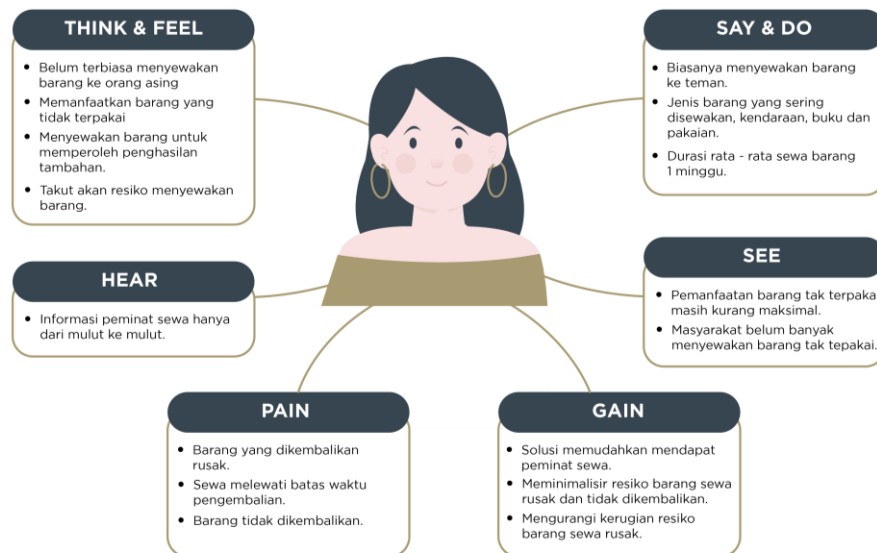 THINK & FEEL
Belum terbiasa menyewakan
barang ke orang asing
Memanfaatkan barang yang
tidak terpakai
Menyewakan barang untuk
memperoleh penghasilan
tambahan.
Takut akan resiko menyewakan
barang.
SAY & DO
Biasanya menyewakan barang
ke teman.
Jenis barang yang sering
disewakan, kendaraan, buku dan
pakaian.
Durasi rata - rata sewa barang
1 minggu.
HEAR
Informasi peminat sewa hanya
dari mulut ke mulut.
SEE
Pemanfaatan barang tak terpaka
masih kurang maksimal.
Masyarakat belum banyak
menyewakan barang tak tepakai.
PAIN
Barang yang dikembalikan
rusak.
Sewa melewati batas waktu
pengembalian.
Barang tidak dikembalikan.
GAIN
Solusi memudahkan mendapat
peminat sewa.
Meminimalisir resiko barang sewa
rusak dan tidak dikembalikan.
Mengurangi kerugian resiko
barang sewa rusak.